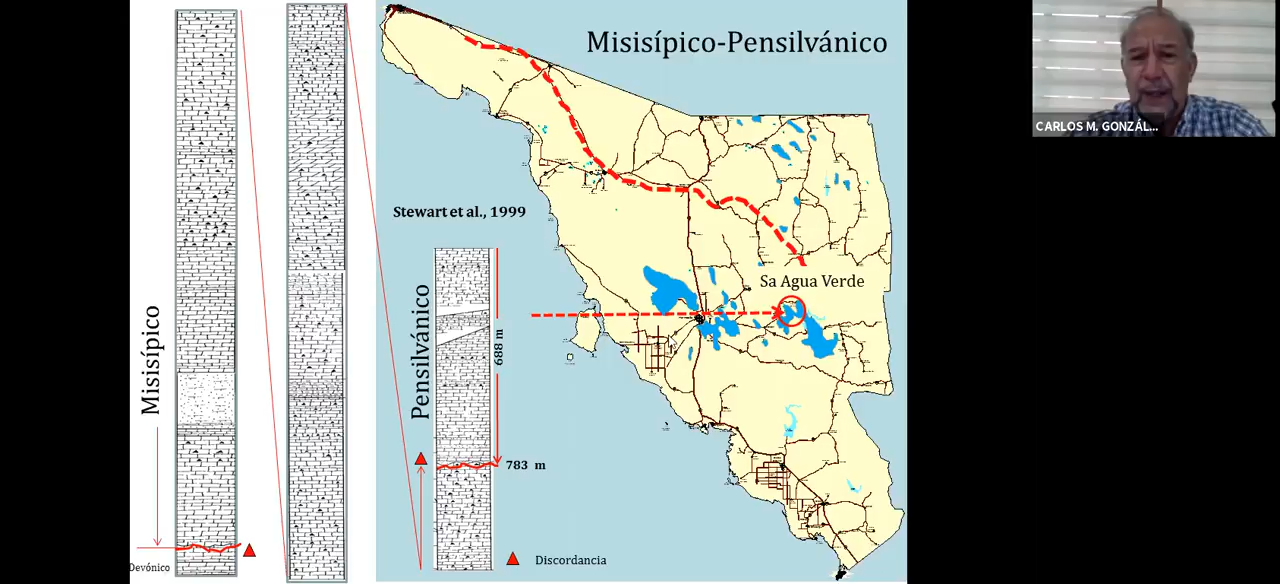 Misisípico-Pensilvánico
CARLOS M. GONZÁL...
Stewart et al., 1999
Sa Agua Verde
Misisípico
Pensilvánico
688 m
783 m
Devónico
Discordancia